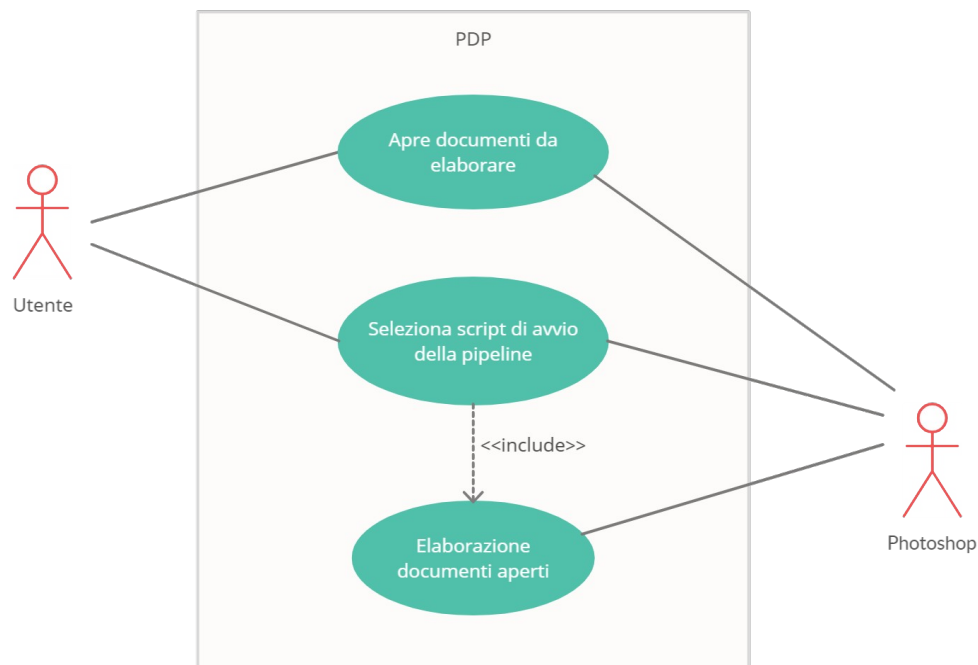 PDP
Apre documenti da
elaborare
Utente
Seleziona script di avvio
della pipeline
<<include>>
Elaborazione
documenti aperti
Photoshop